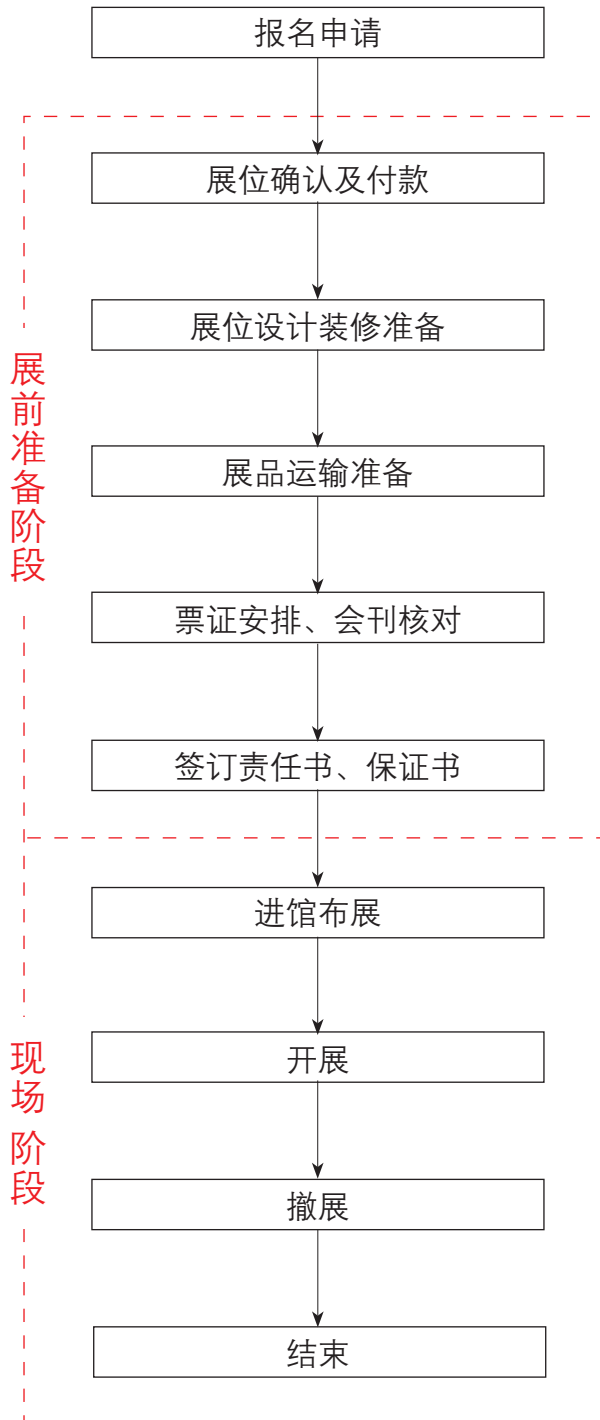 报名申请
展位确认及付款
展位设计装修准备
展品运输准备
票证安排、会刊核对
签订责任书、保证书
展前准备阶段
进馆布展
开展
撤展
结束
现场阶段